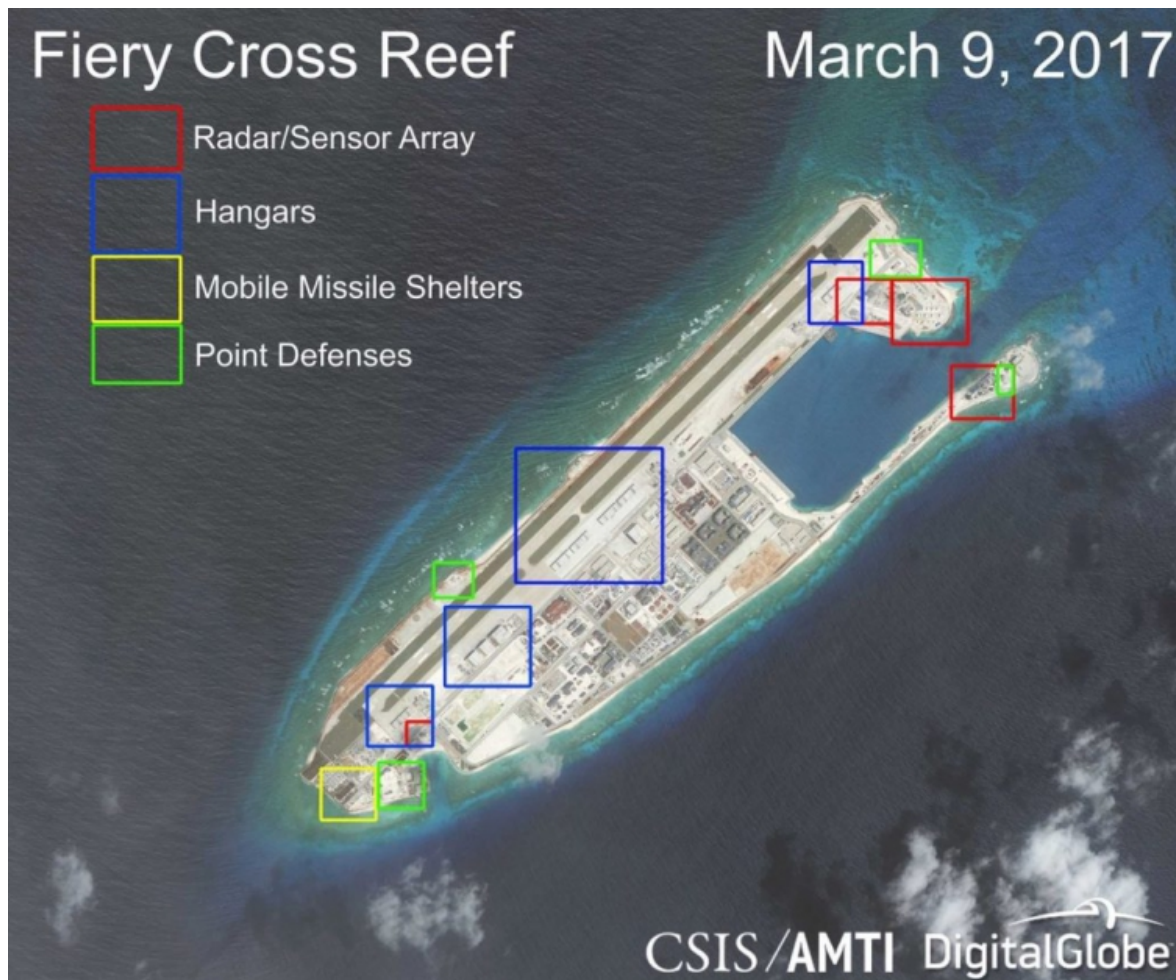 Fiery Cross Reef
March 9, 2017
Radar/Sensor Array
Hangars
Mobile Missile Shelters
Point Defenses
CSIS/AMTI DigitalGlobe